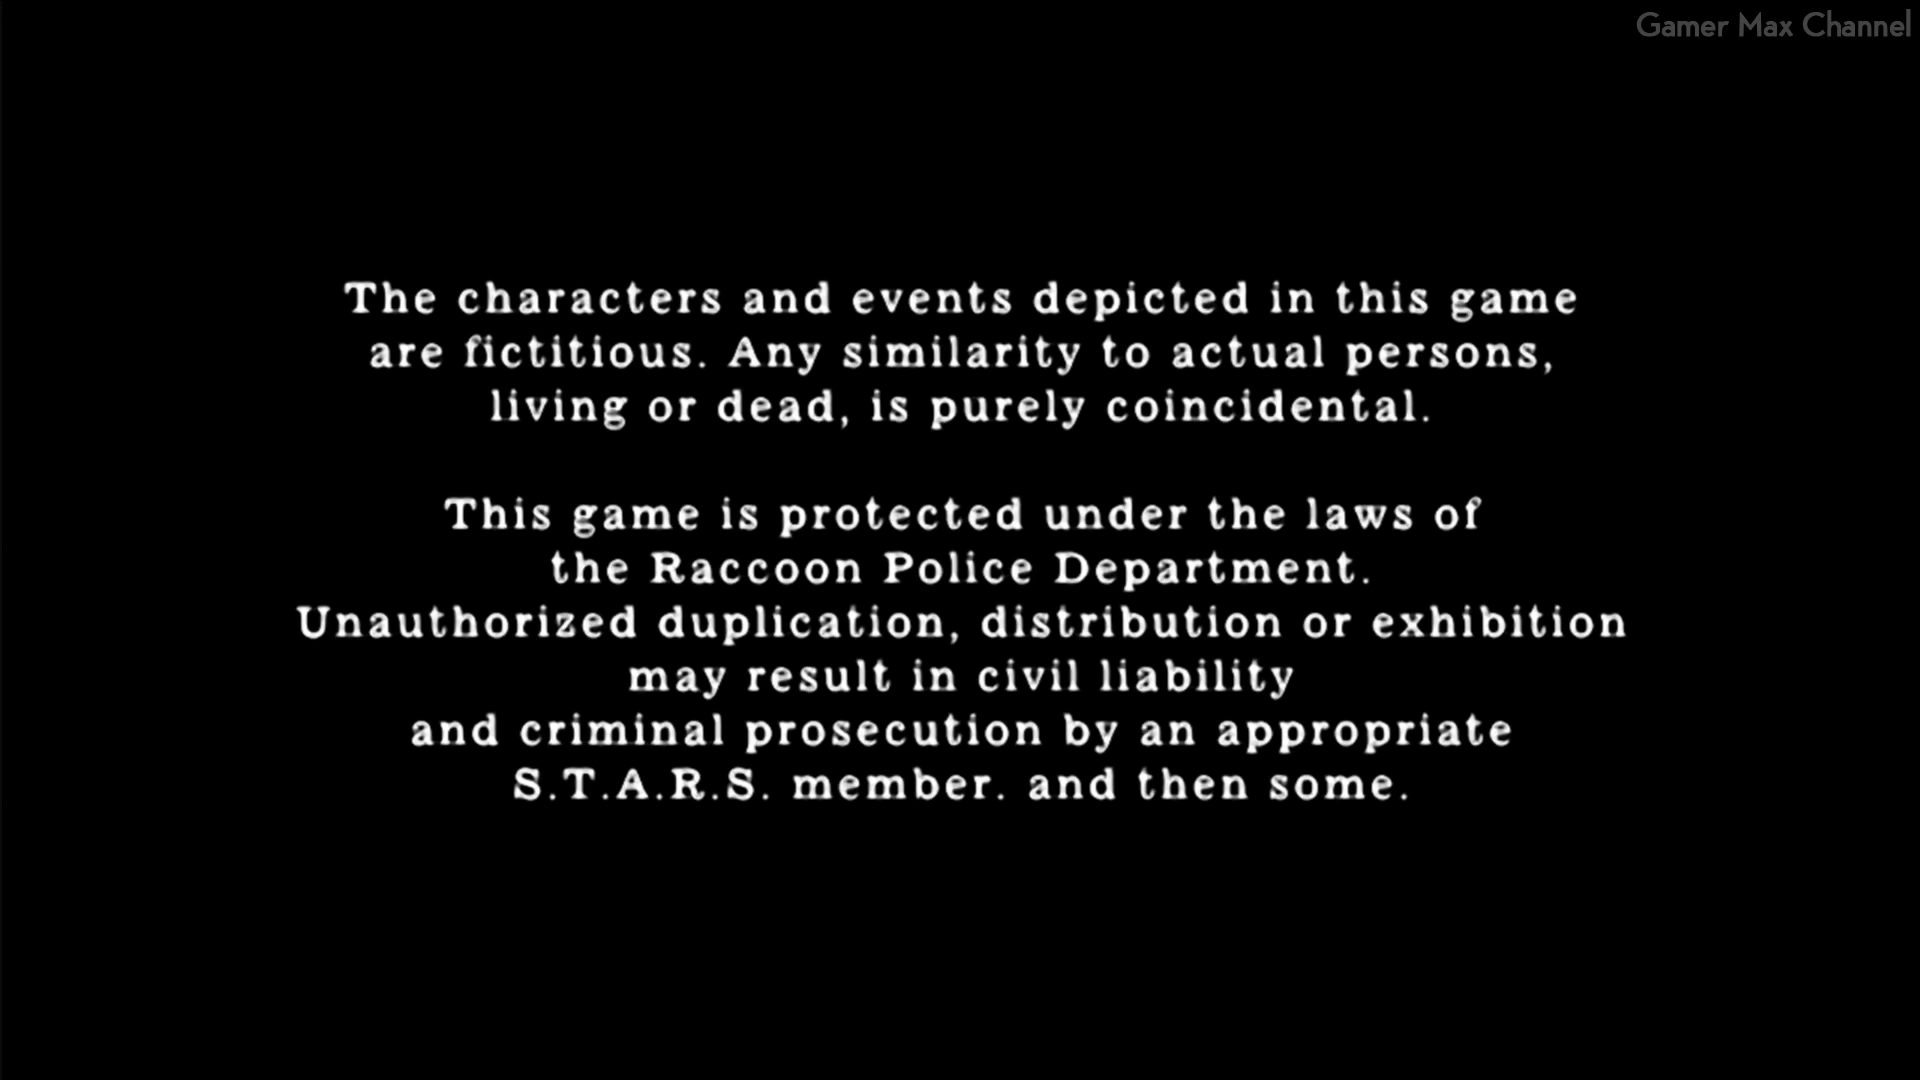 Gamer Max Channel
The characters and events depicted in this game
are fictitious. Any similarity to actual persons,
living or dead, is purely coincidental.
This game is protected under the laws of
the Raccoon Police Department.
Unauthorized duplication, distribution or exhibition
may result in civil liability
and criminal prosecution by an appropriate
S.T.A.R.S. member. and then some.